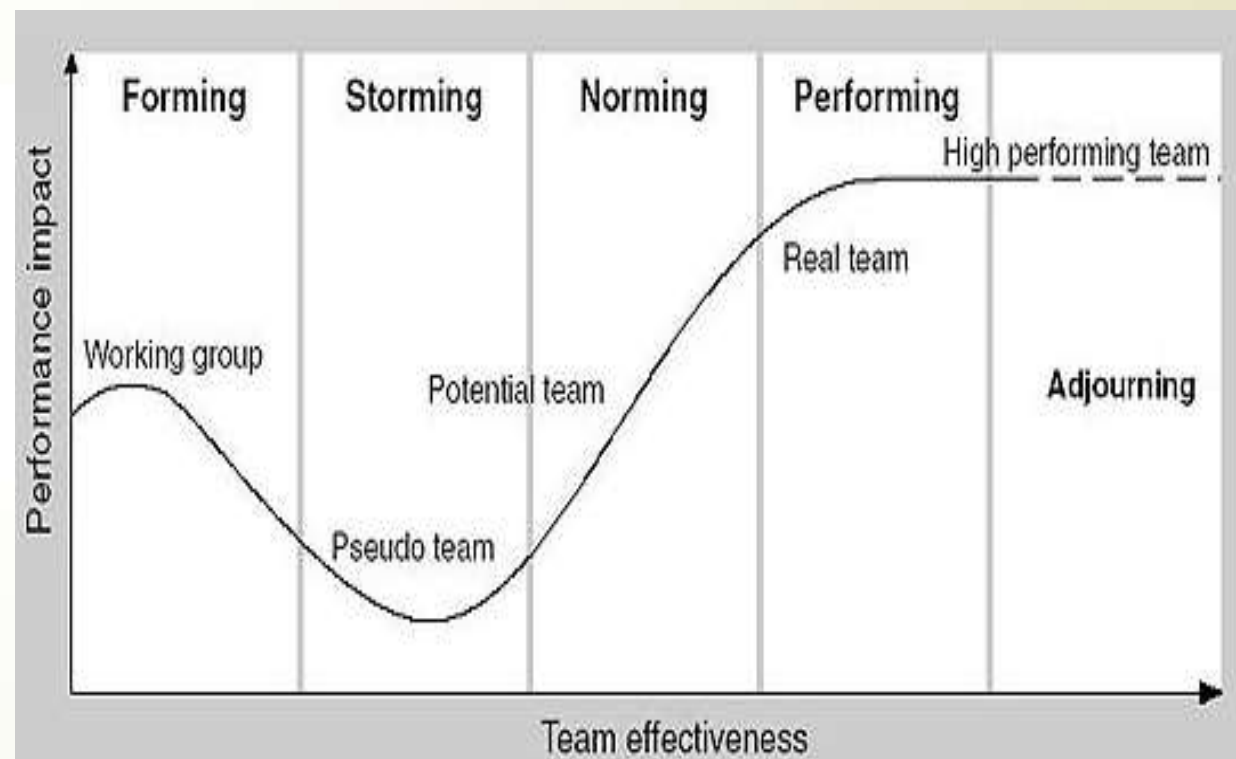 Forming
Storming
Norming
Performing
High performing team
Real team
Working group
Potential team
Adjourning
Pseudo team
Performance impact
Team effectiveness